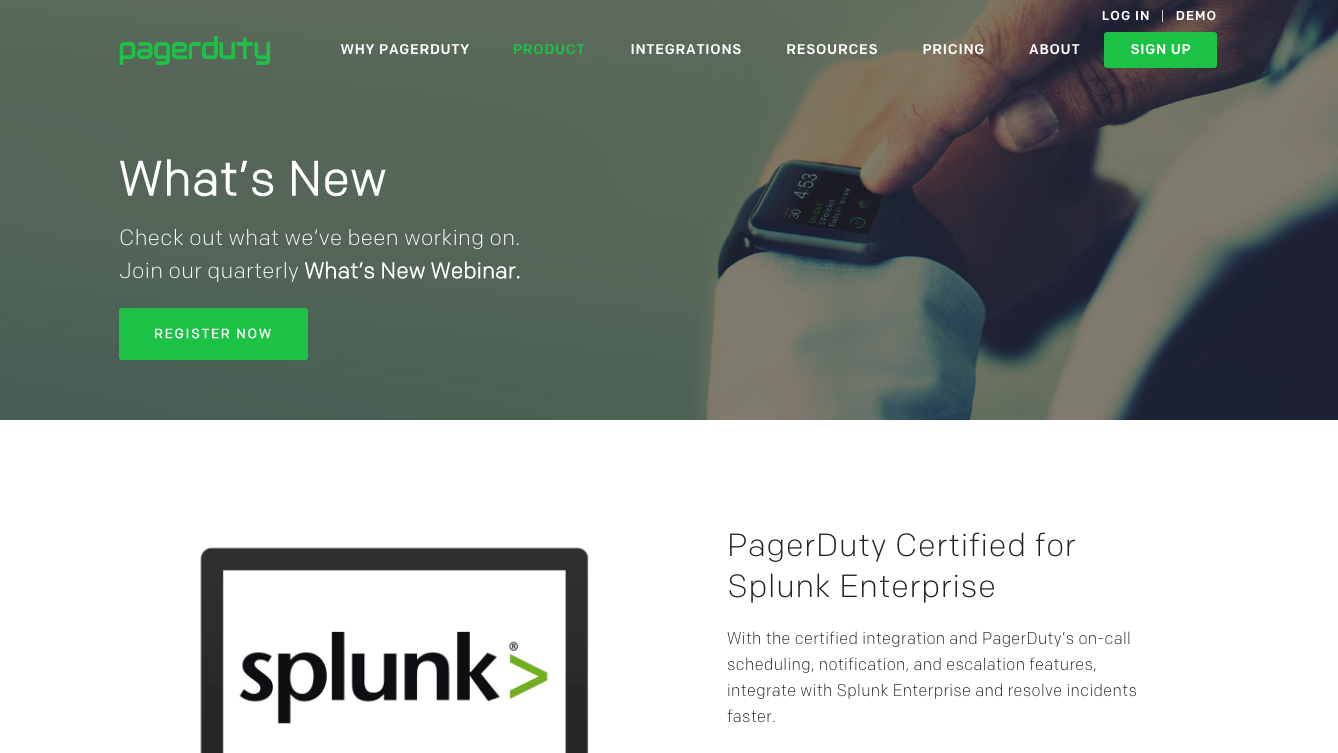 LOG IN | DEMO
pagerduty
WHY PAGERDUTY PRODUCT INTEGRATIONS RESOURCES PRICING ABOUT SIGN UP
What's New
Check out what we've been working on.
Join our quarterly What's New Webinar.
REGISTER NOW
4:53
30
PagerDuty Certified for
Splunk Enterprise
With the certified integration and PagerDuty's on-call
scheduling, notification, and escalation features,
integrate with Splunk Enterprise and resolve incidents
faster.
splunk>®